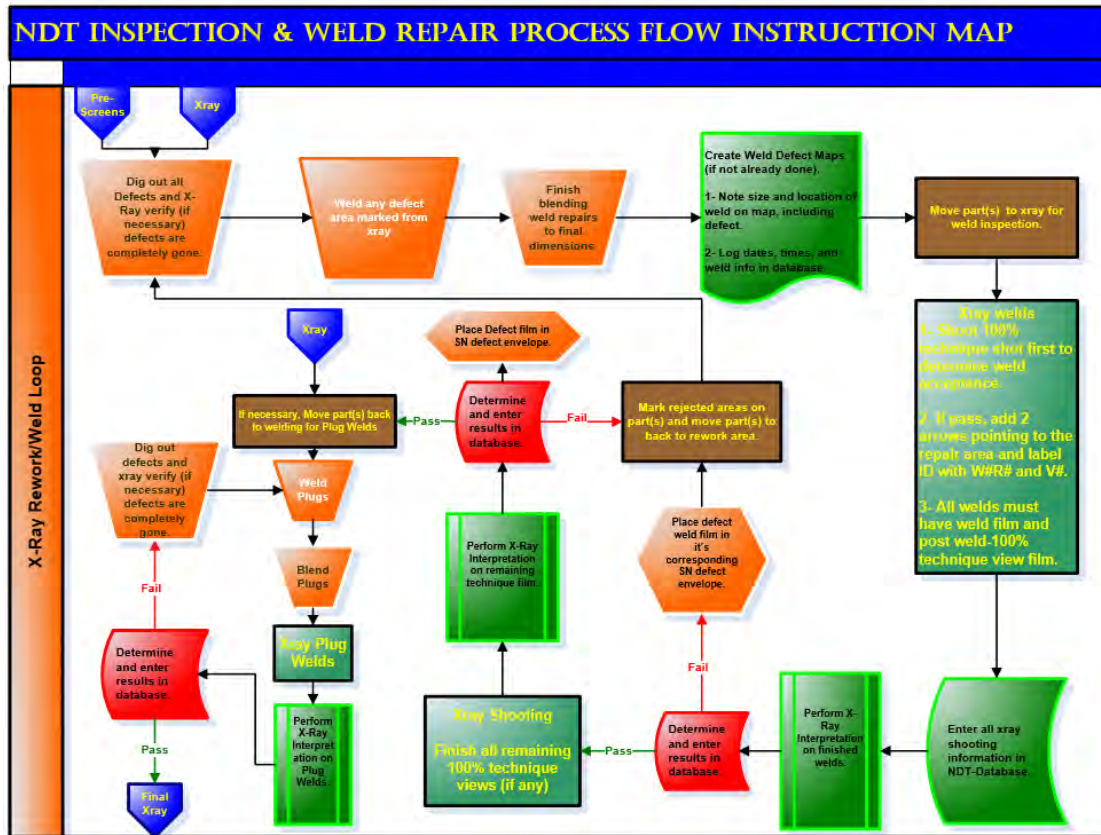 NDT INSPECTION & WELD REPAIR PROCESS FLOW INSTRUCTION MAP
X-Ray Rework/Weld Loop
Pre-
Screens
Xray
Dig out all
Defects and X-
Ray verify (if
necessary)
defects are
completely gone.
Weld any defect
area marked from
xray
Finish
blending
weld repairs
to final
dimensions.
Create Weld Defect Maps
(if not already done).
1- Note size and location of
weld on map, including
defect.
2- Log dates, times, and
weld info in database.
Move part(s) to xray for
weld inspection.
Xray welds
1- Shoot 100%
technique shot first to
determine weld
acceptance.
2. If pass, add 2
arrows pointing to the
repair area and label
ID with W#R# and V#.
3- All welds must
have weld film and
post weld-100%
technique view film.
Enter all xray
shooting
information in
NDT-Database.
Perform X-
Ray
Interpretation
on finished
welds.
Determine
and enter
results in
database.
Fail
Pass
Place defect
weld film in
it's
corresponding
SN defect
envelope.
Mark rejected areas on
part(s) and move part(s) to
back to rework area.
Xray Shooting
Finish all remaining
100% technique
views (if any)
Perform X-Ray
Interpretation
on remaining
technique film.
Determine
and enter
results in
database.
Fail
Pass
Place Defect film in
SN defect envelope.
Xray
If necessary, Move part(s) back
to welding for Plug Welds
Weld
Plugs
Blend
Plugs
Xray Plug
Welds
Perform X-Ray
Interpret
ation on
Plug
Welds.
Determine
and enter
results in
database.
Fail
Dig out
defects and
xray verify (if
necessary)
defects are
completely
gone.
Pass
Final
Xray